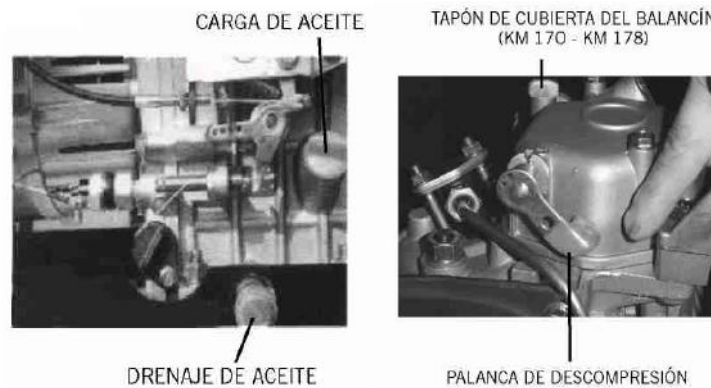 CARGA DE ACEITE
TAPÓN DE CUBIERTA DEL BALANCÍN
(KM 170 - KM 178)
DRENAJE DE ACEITE
PALANCA DE DESCOMPRESIÓN